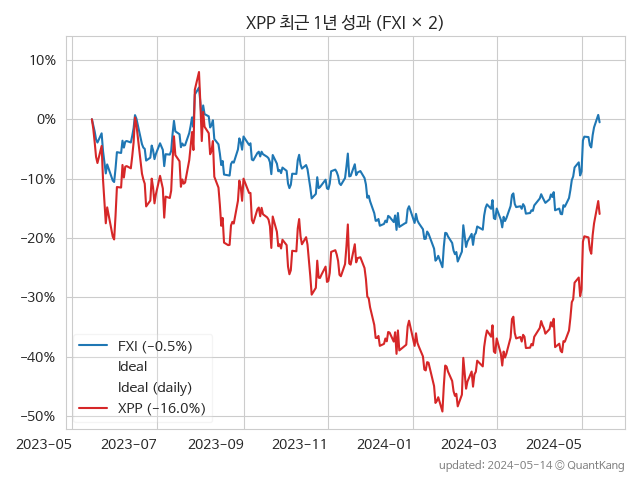 XPP 최근 1년 성과 (FXI × 2)
10%
0%
−10%
−20%
−30%
−40%
−50%
FXI (−0.5%)
Ideal
Ideal (daily)
XPP (−16.0%)
2023-05 2023-07 2023-09 2023-11 2024-01 2024-03 2024-05
updated: 2024-05-14 © QuantKang